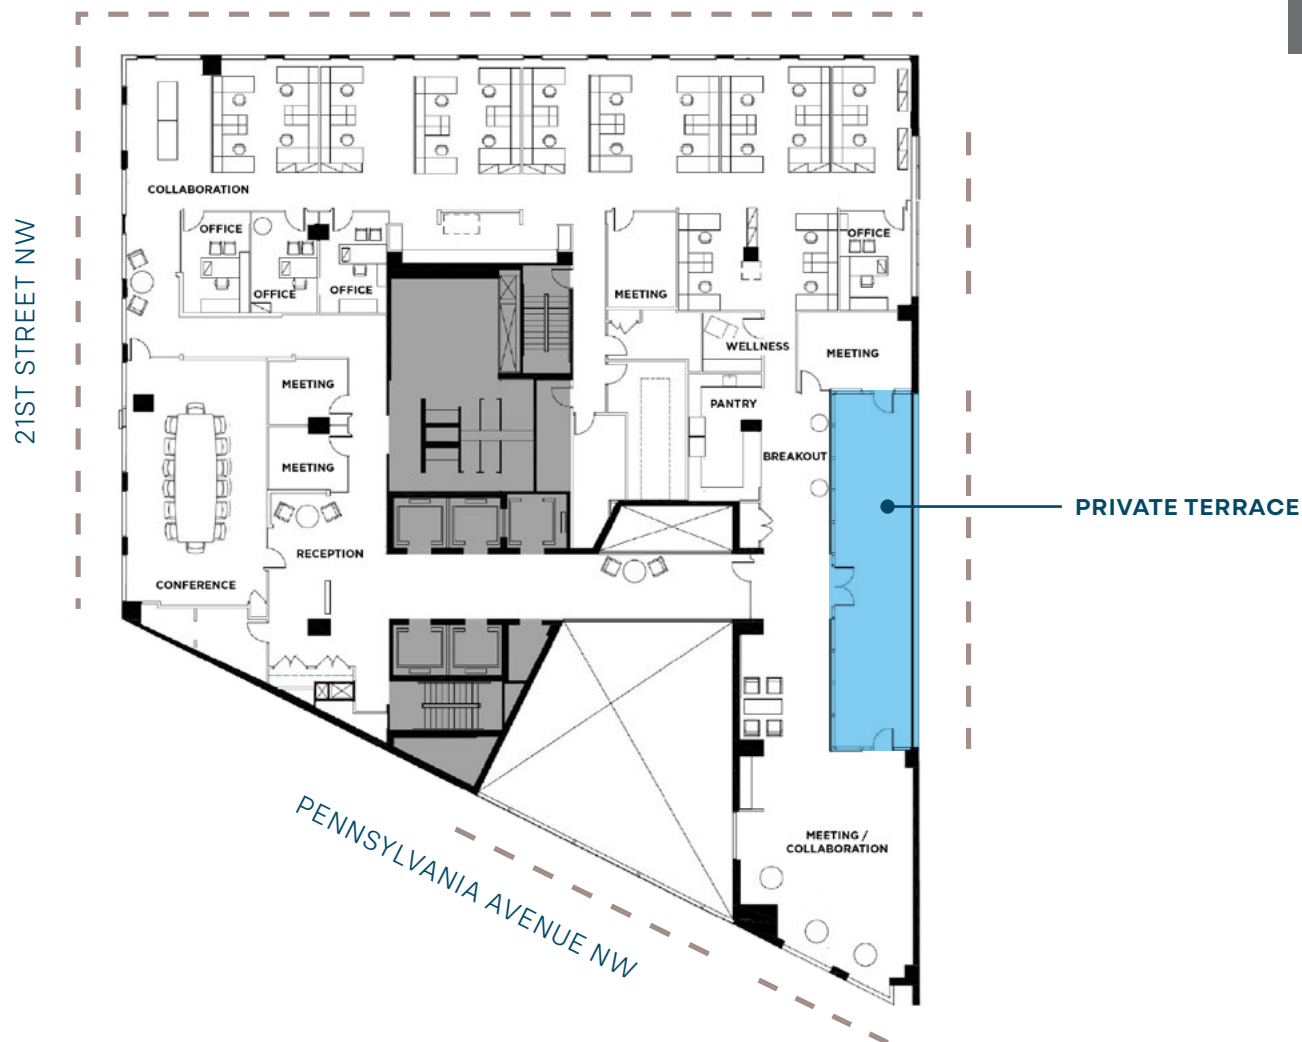 COLLABORATION
OFFICE
OFFICE
OFFICE
OFFICE
MEETING
WELLNESS
MEETING
MEETING
PANTRY
BREAKOUT
MEETING
PRIVATE TERRACE
RECEPTION
CONFERENCE
MEETING /
COLLABORATION
21ST STREET NW
PENNSYLVANIA AVENUE NW